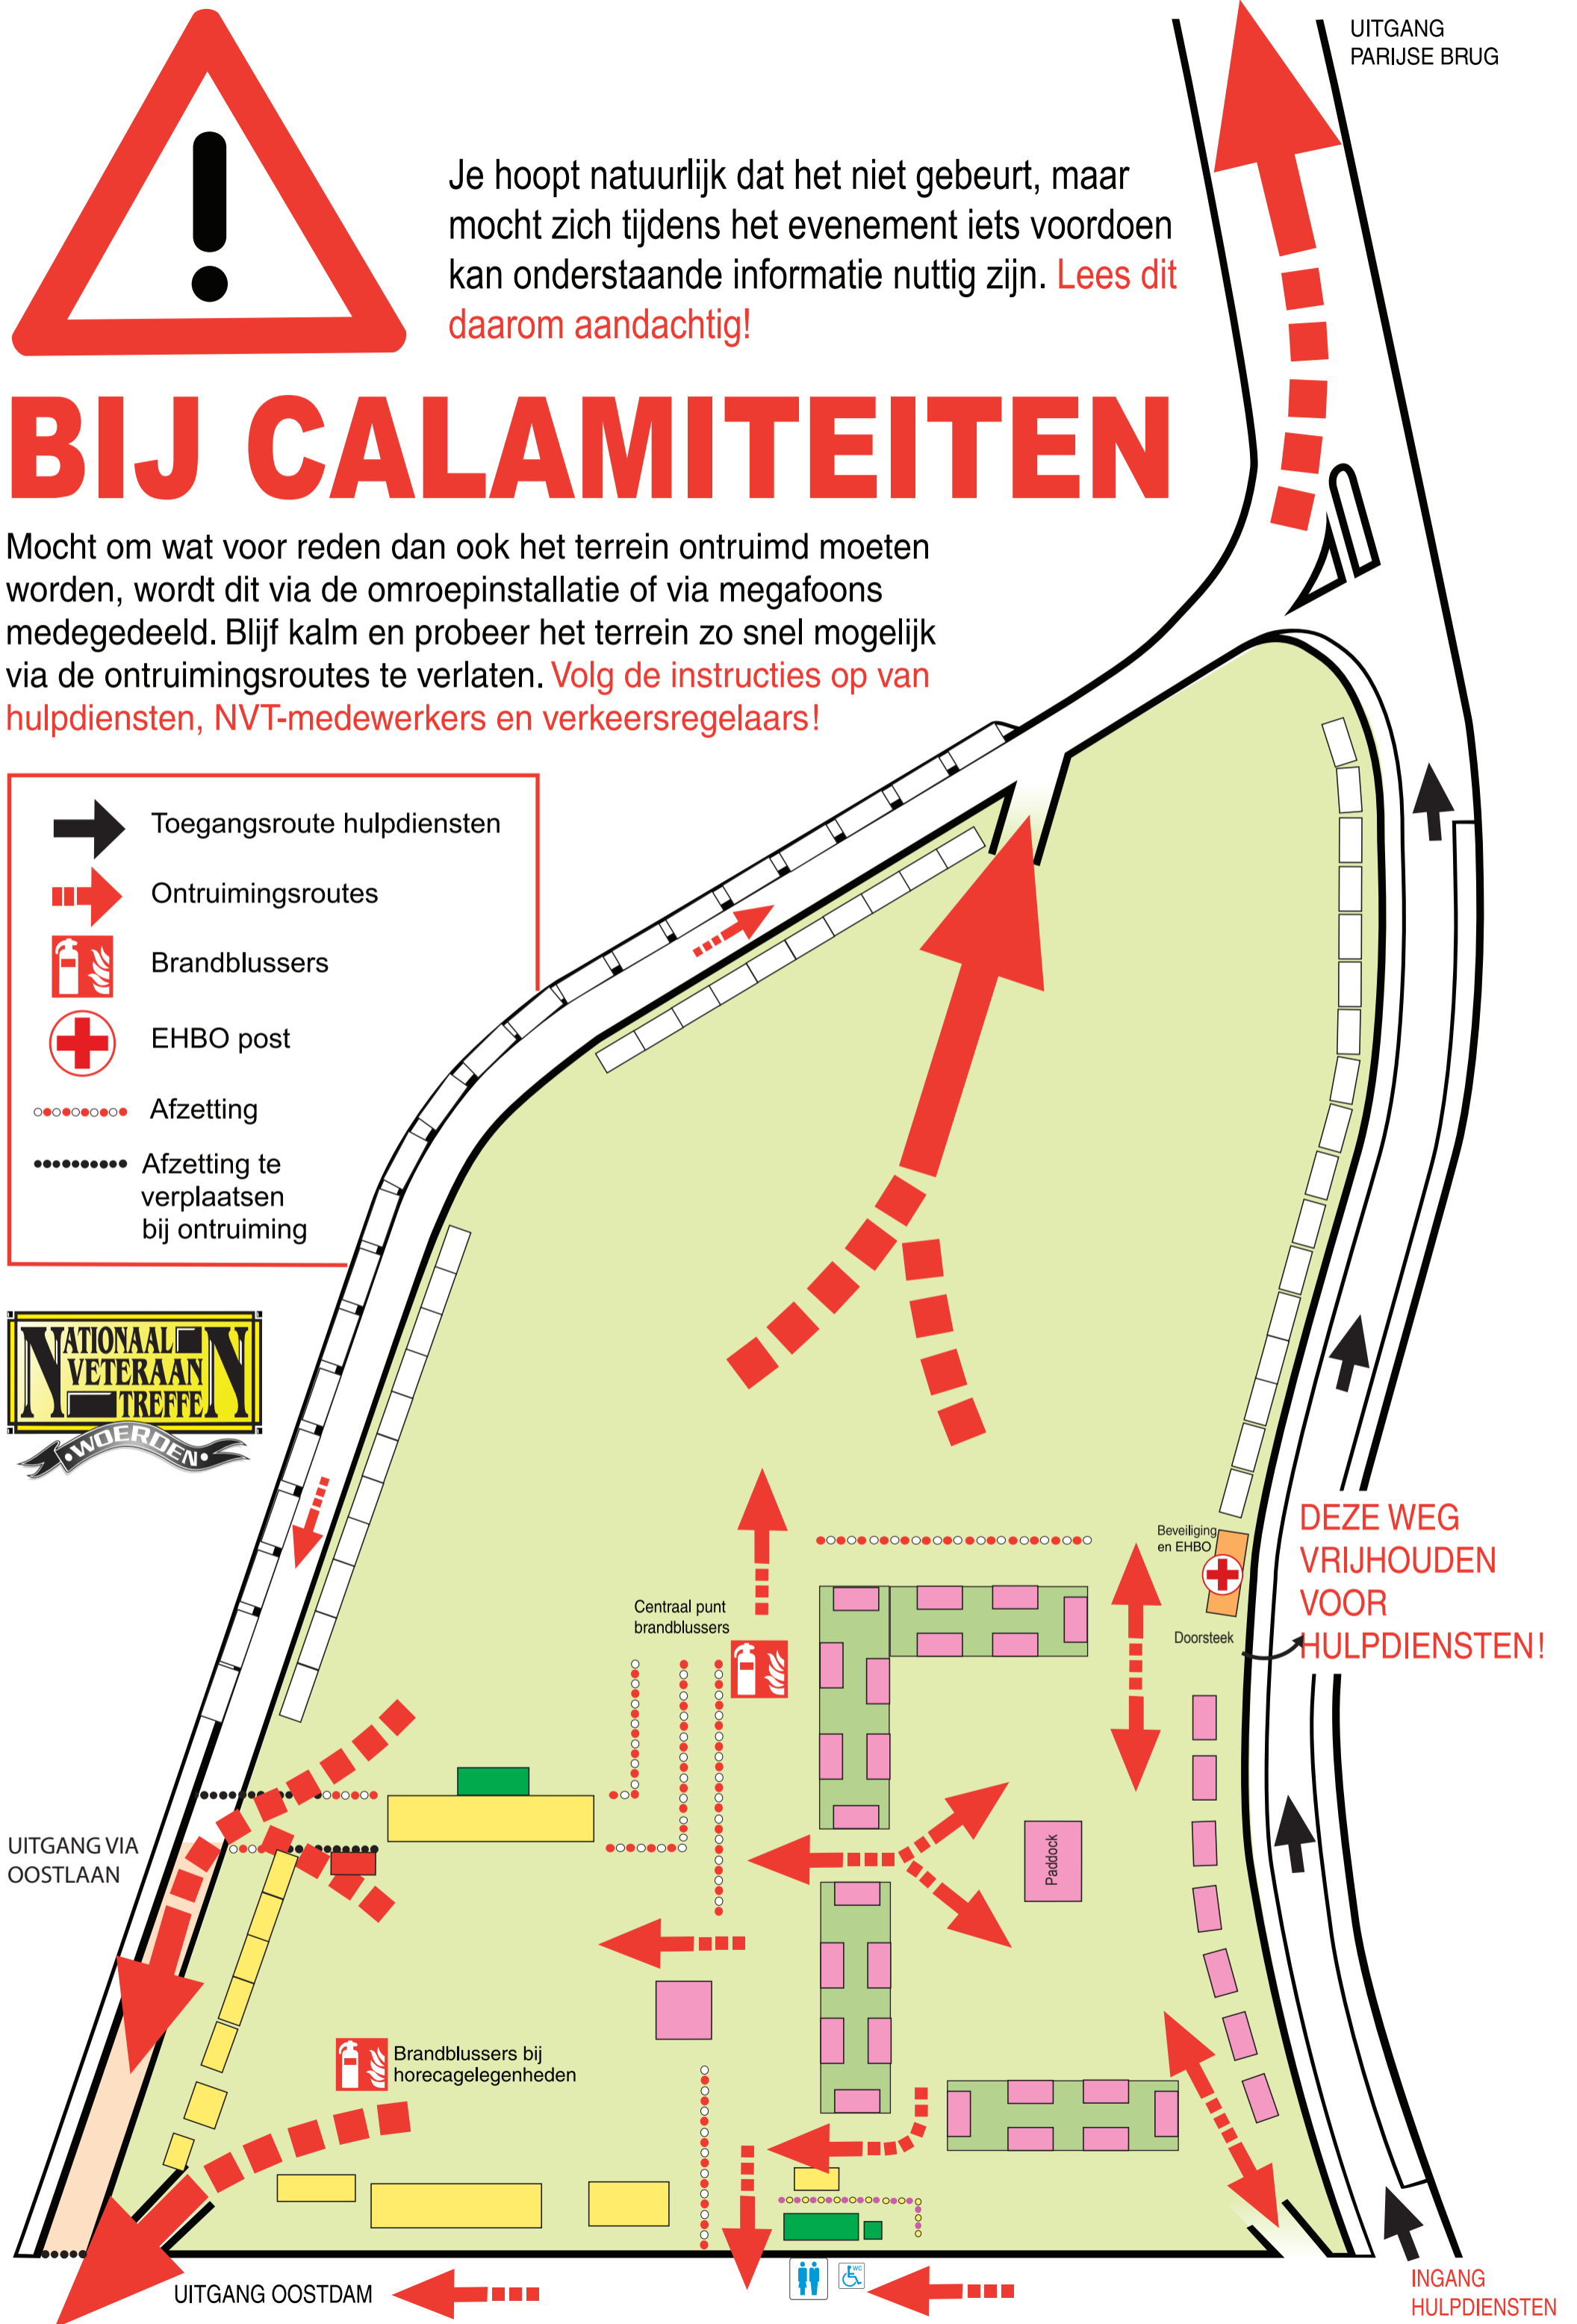 UITGANG
PARIJSE BRUG
Je hoopt natuurlijk dat het niet gebeurt, maar
mocht zich tijdens het evenement iets voordoen
kan onderstaande informatie nuttig zijn. Lees dit
daarom aandachtig!
BIJ CALAMITEITEN
Mocht om wat voor reden dan ook het terrein ontruimd moeten
worden, wordt dit via de omroepinstallatie of via megafoons
medegedeeld. Blijf kalm en probeer het terrein zo snel mogelijk
via de ontruimingsroutes te verlaten. Volg de instructies op van
hulpdiensten, NVT-medewerkers en verkeersregelaars!
Toegangsroute hulpdiensten
Ontruimingsroutes
Brandblussers
EHBO post
Afzetting
Afzetting te
verplaatsen
bij ontruiming
NATIONAAL
VETERAAN
TREFFEN
WOERDEN
DEZE WEG
VRIJHOUDEN
VOOR
HULPDIENSTEN!
Beveiliging
en EHBO
Doorsteek
Centraal punt
brandblussers
Paddock
UITGANG VIA
OOSTLAAN
Brandblussers bij
horecagelegenheden
UITGANG OOSTDAM
WC
INGANG
HULPDIENSTEN